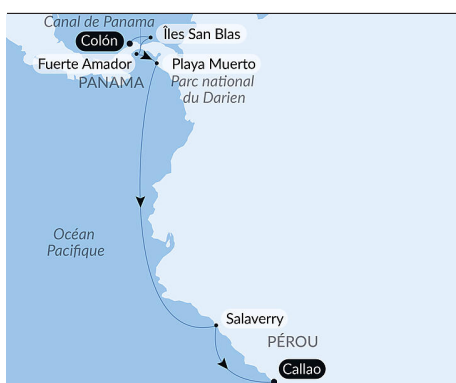 Canal de Panama
Îles San Blas
Colón
Fuerte Amador
Playa Muerto
PANAMA
Parc national
du Darien
Océan
Pacifique
Salaverry
PÉROU
Callao